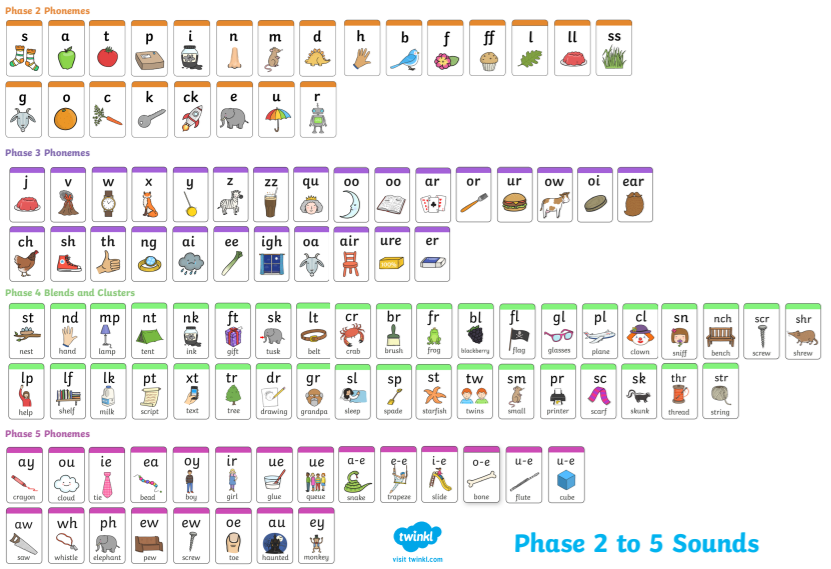 Phase 2 Phonemes
s a t p i n m d h b f ff l ll ss
g o c k ck e u r
Phase 3 Phonemes
j v w x y z zz qu oo oo ar or ur ow oi ear
ch sh th ng ai ee igh oa air ure er
100%
Phase 4 Blends and Clusters
st nd mp nt nk ft sk lt cr br fr bl fl gl pl cl sn nch scr shr
nest hand lamp tent ink gift tusk belt crab brush frog blackberry flag glasses plane clown sniff bench screw shrew
lp lf lk pt xt tr dr gr sl sp st tw sm pr sc sk thr str
help shelf milk script text tree drawing grandpa sleep spade starfish twins small printer scarf skunk thread string
Phase 5 Phonemes
ay ou ie ea oy ir ue ue a-e e-e i-e o-e u-e u-e
crayon cloud tie bead boy girl glue queue snake trapeze slide bone flute cube
aw wh ph ew ew oe au ey
saw whistle elephant pew screw toe haunted monkey
twinkl
visit twinkl.com
Phase 2 to 5 Sounds